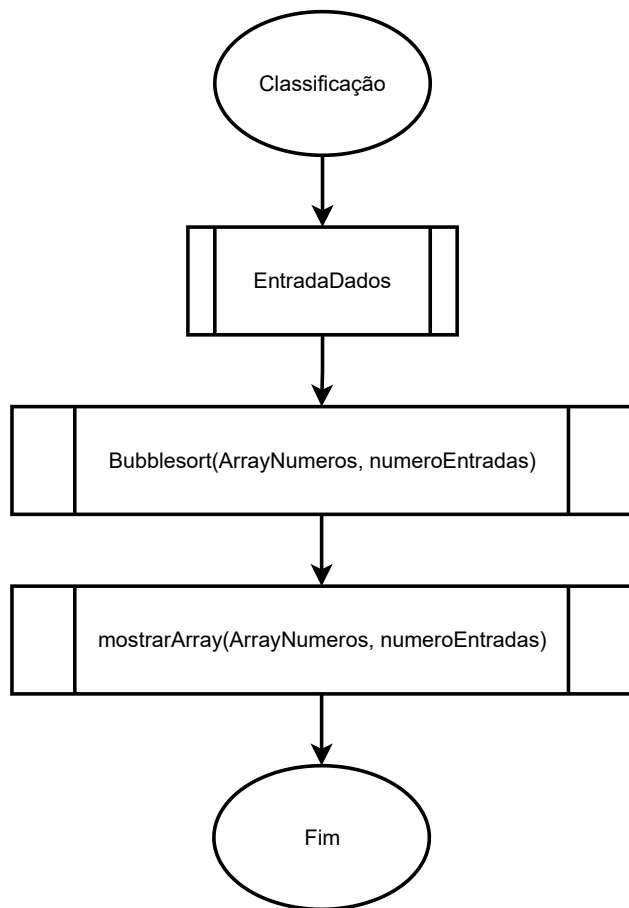 Classificação
EntradaDados
Bubblesort(ArrayNumeros, numeroEntradas)
mostrarArray(ArrayNumeros, numeroEntradas)
Fim